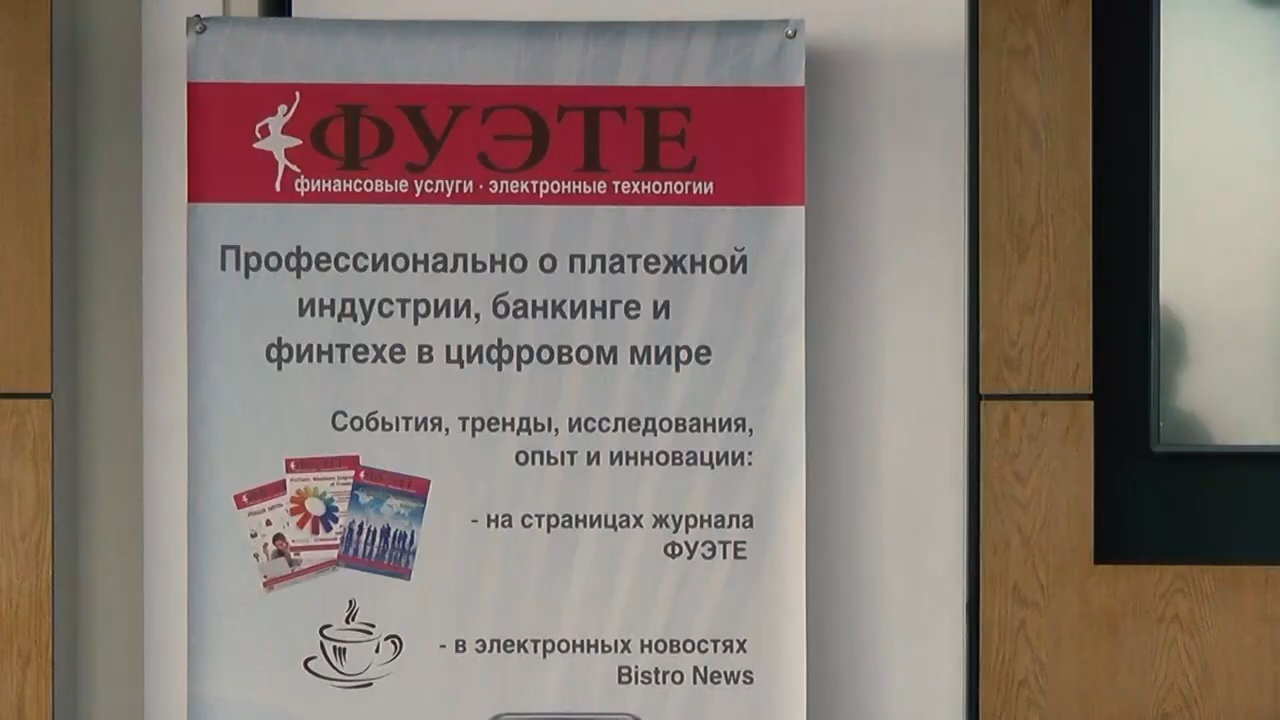 ФУЭТЕ
финансовые услуги · электронные технологии
Профессионально о платежной
индустрии, банкинге и
финтехе в цифровом мире
События, тренды, исследования,
опыт и инновации:
- на страницах журнала
ФУЭТЕ
- в электронных новостях
Bistro News